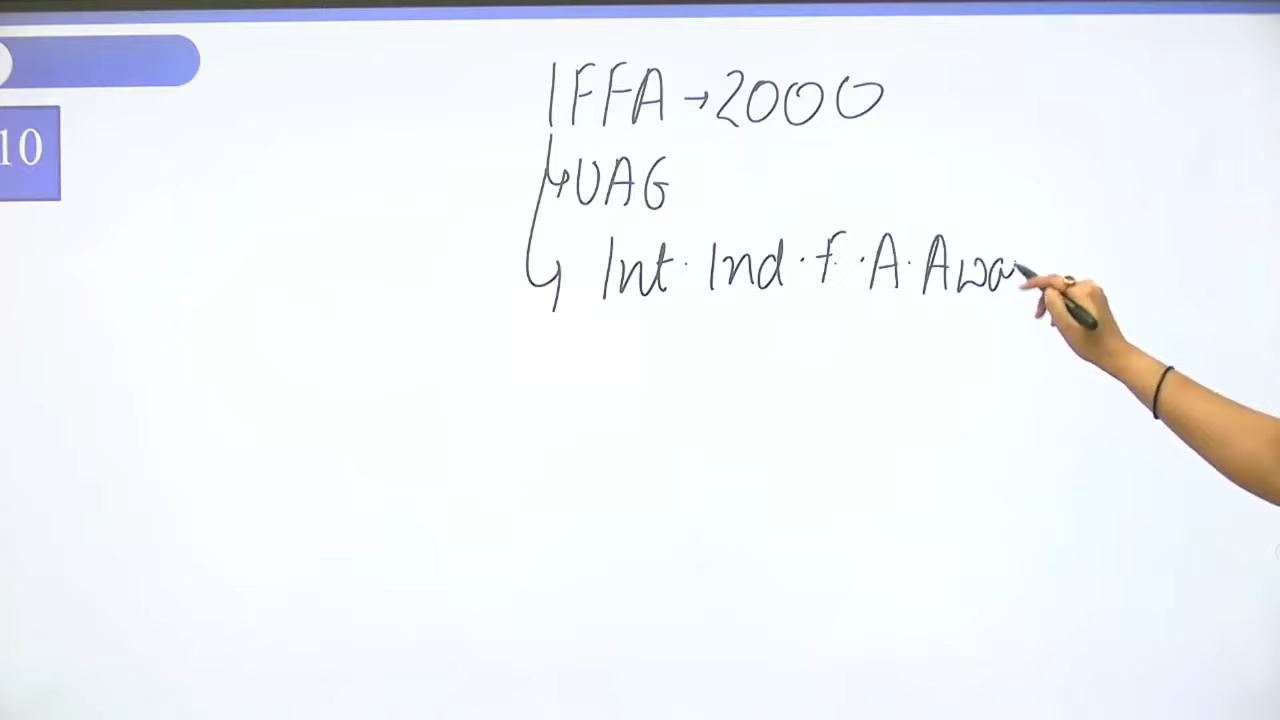 10
IFFA → 2000
↳ UAG
↳ Int. Ind. f. A. Awa